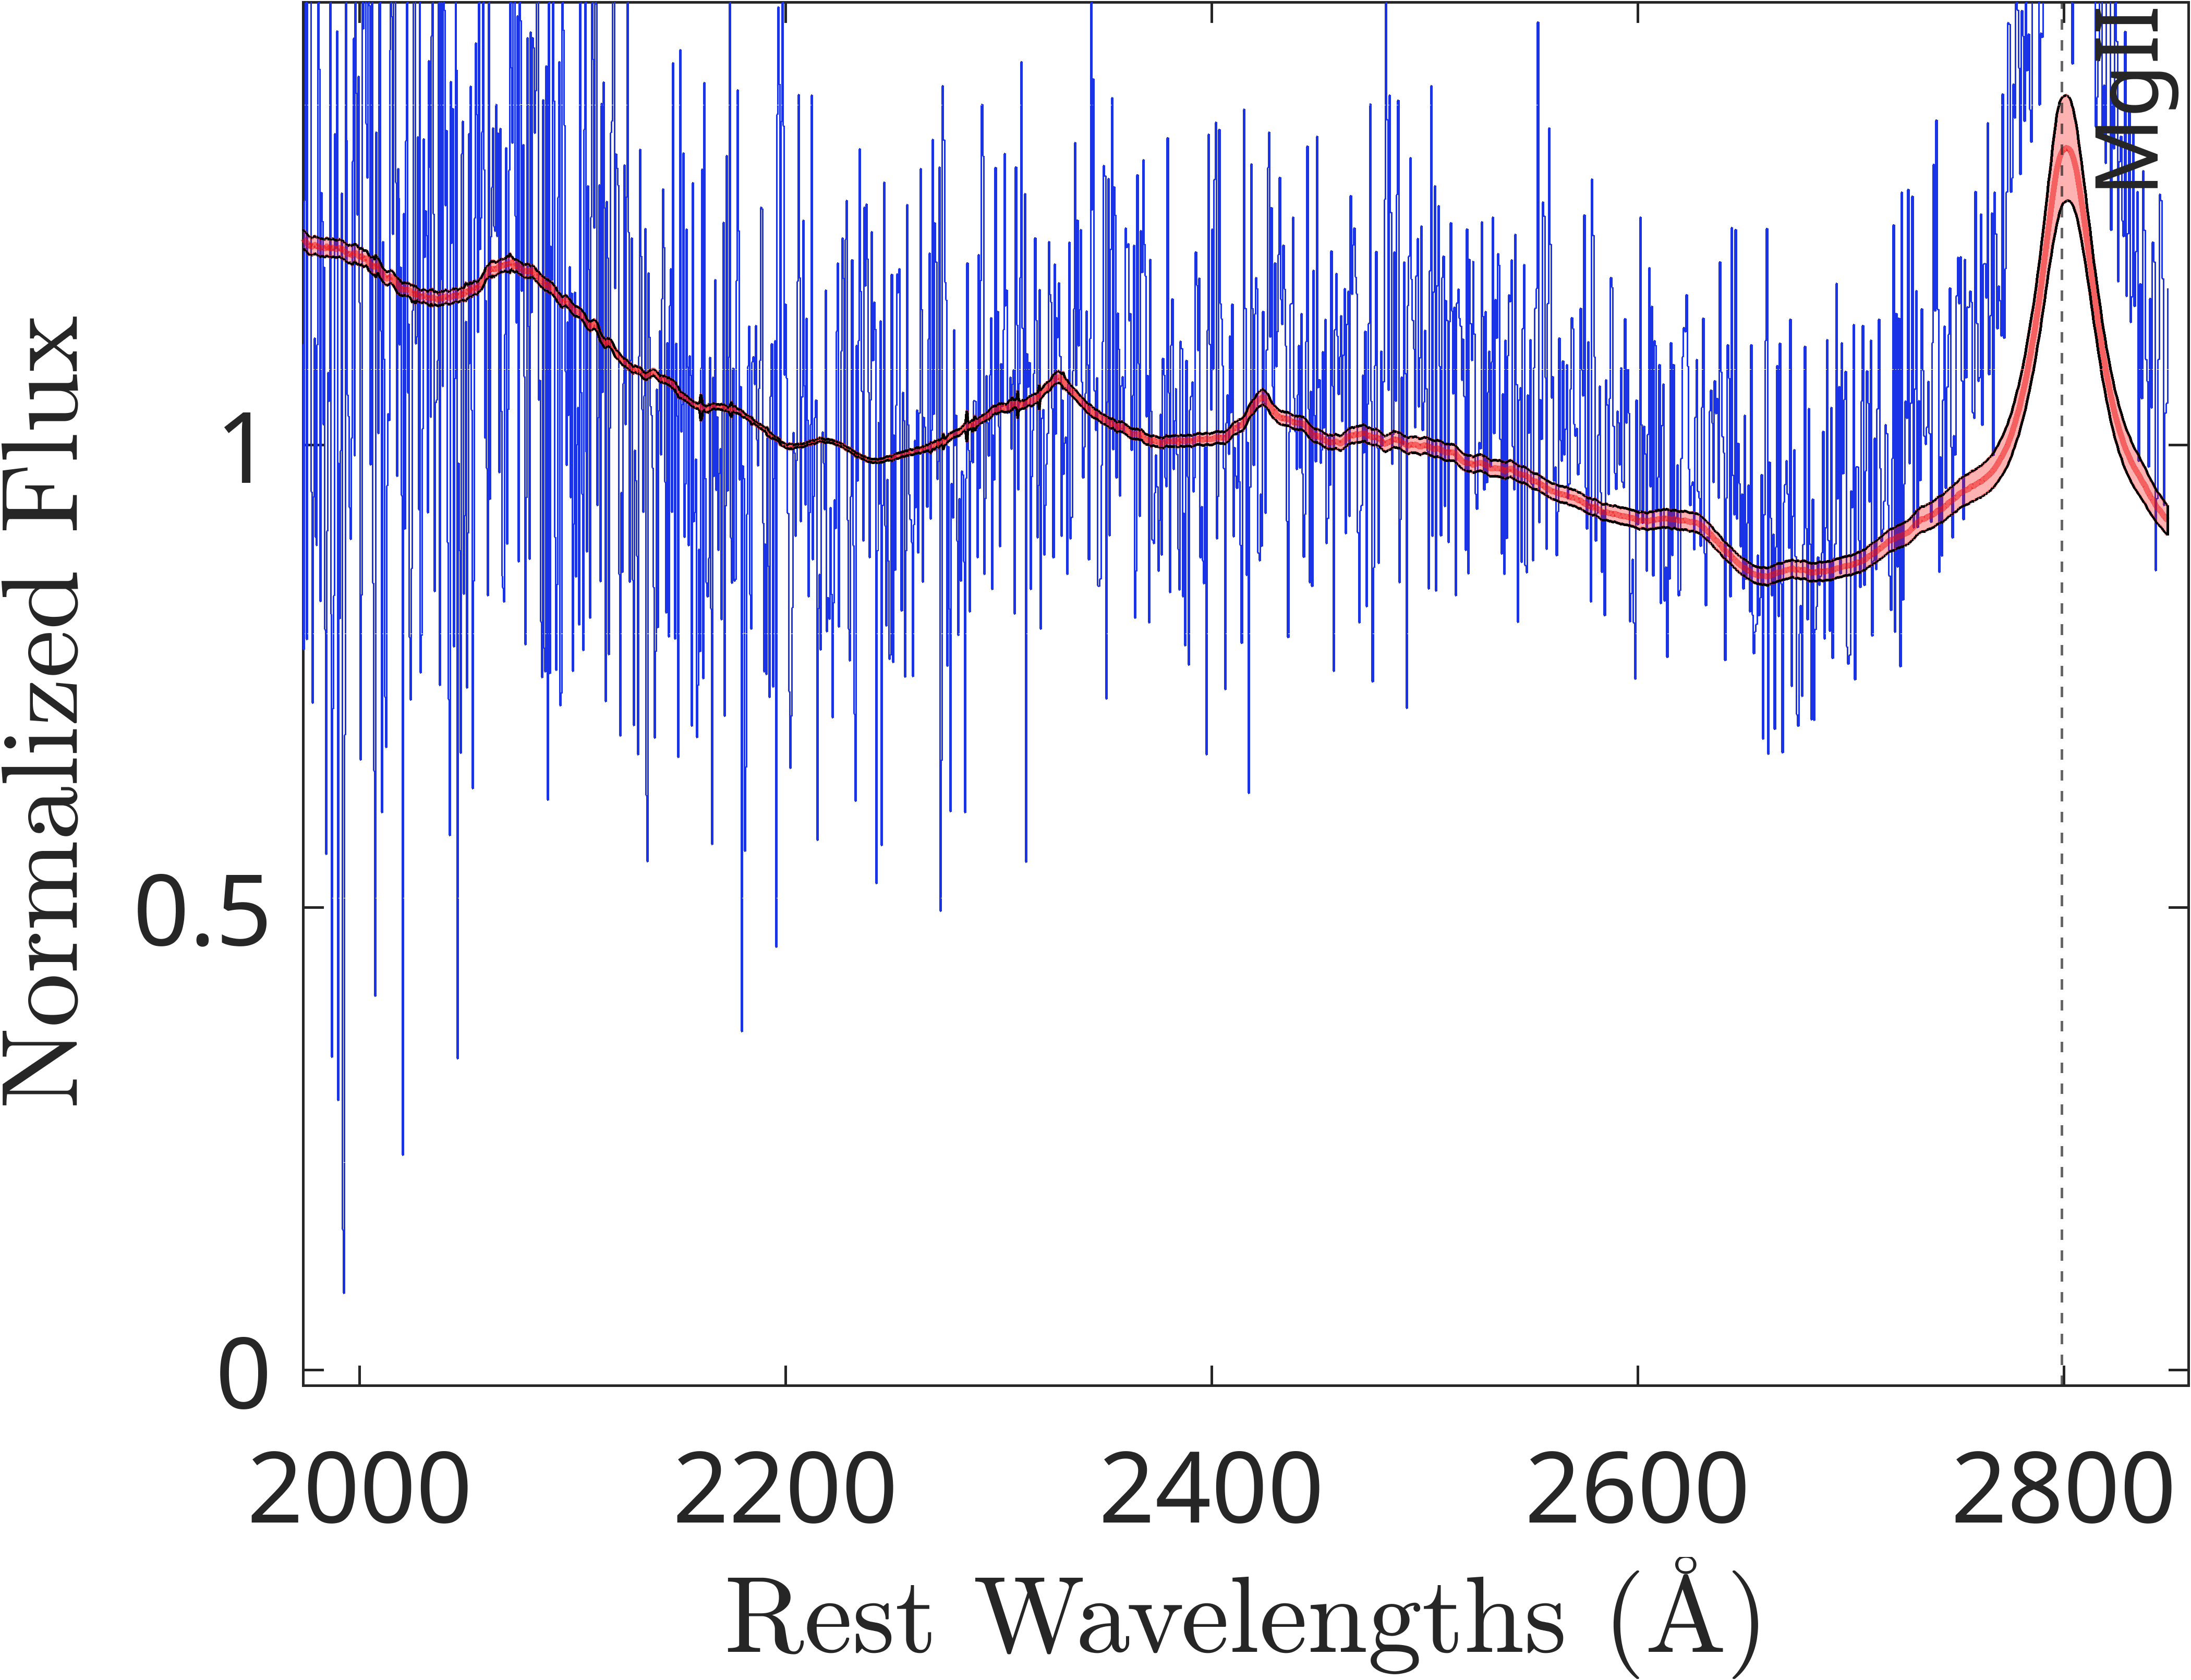 MgII
Normalized Flux
1
0.5
0
2000 2200 2400 2600 2800
Rest Wavelengths (Å)